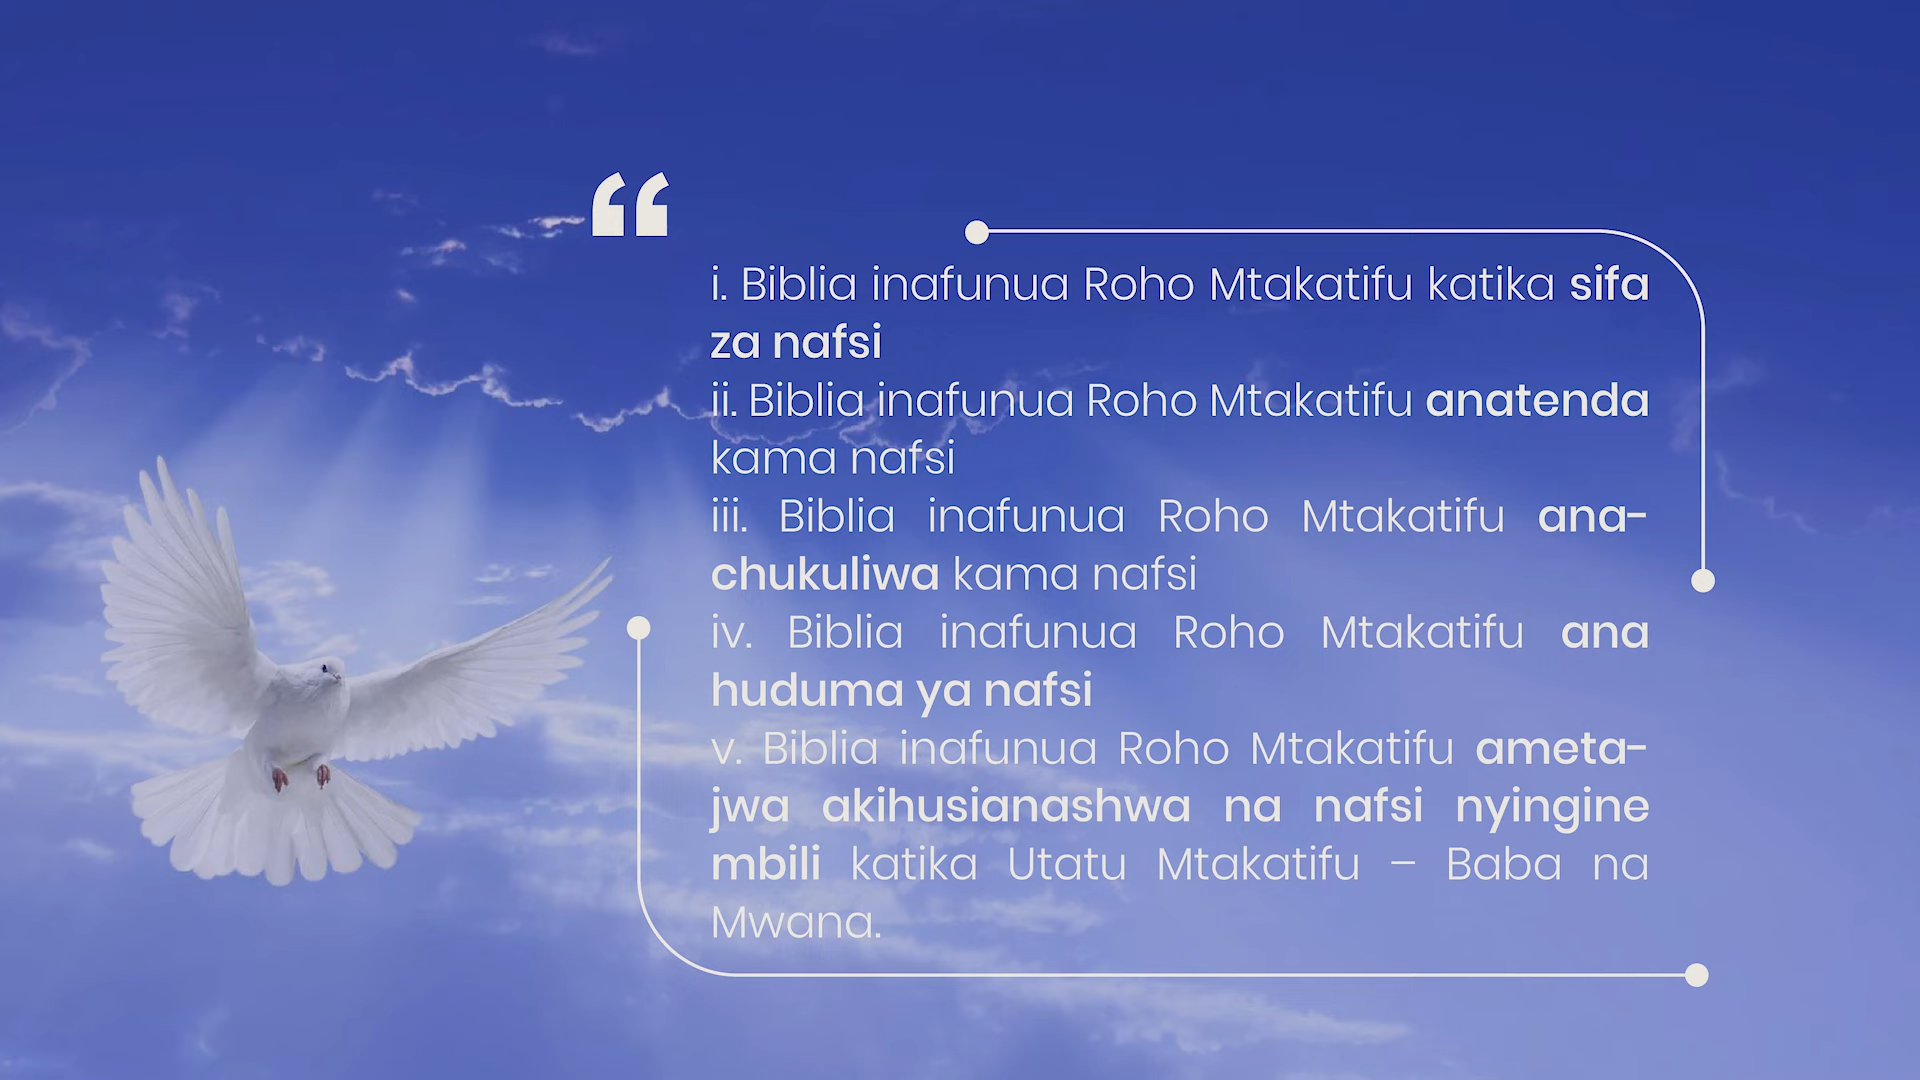 “
i. Biblia inafunua Roho Mtakatifu katika sifa
za nafsi
ii. Biblia inafunua Roho Mtakatifu anatenda
kama nafsi
iii. Biblia inafunua Roho Mtakatifu ana-
chukuliwa kama nafsi
iv. Biblia inafunua Roho Mtakatifu ana
huduma ya nafsi
v. Biblia inafunua Roho Mtakatifu ameta-
jwa akihusianashwa na nafsi nyingine
mbili katika Utatu Mtakatifu – Baba na
Mwana.